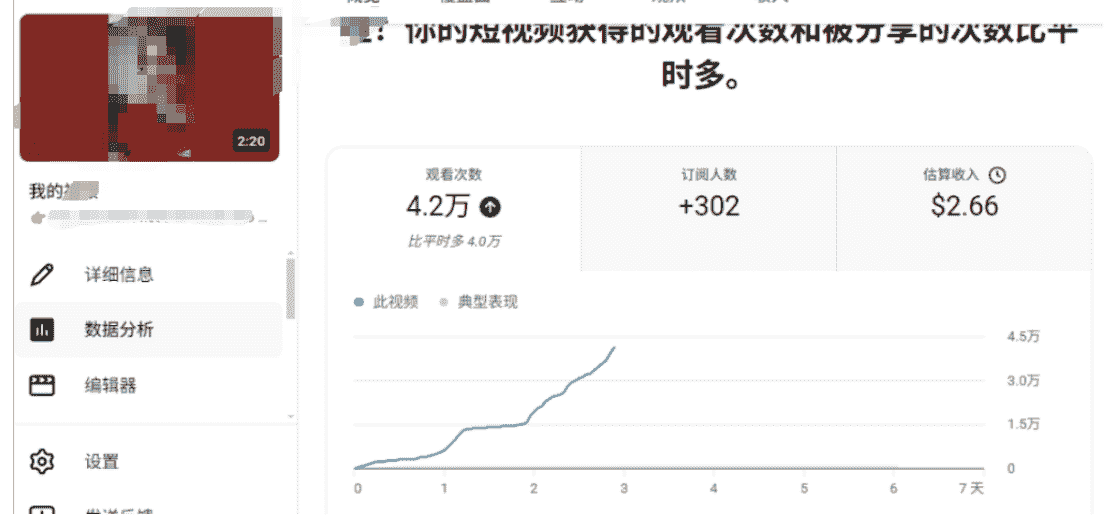 你的短视频获得的观看次数和被分享的次数比平
时多。
2:20
我的
详细信息
数据分析
编辑器
设置
观看次数
4.2万
比平时多 4.0万
订阅人数
+302
估算收入
$2.66
此视频
典型表现
4.5万
3.0万
1.5万
0
0 1 2 3 4 5 6 7 天